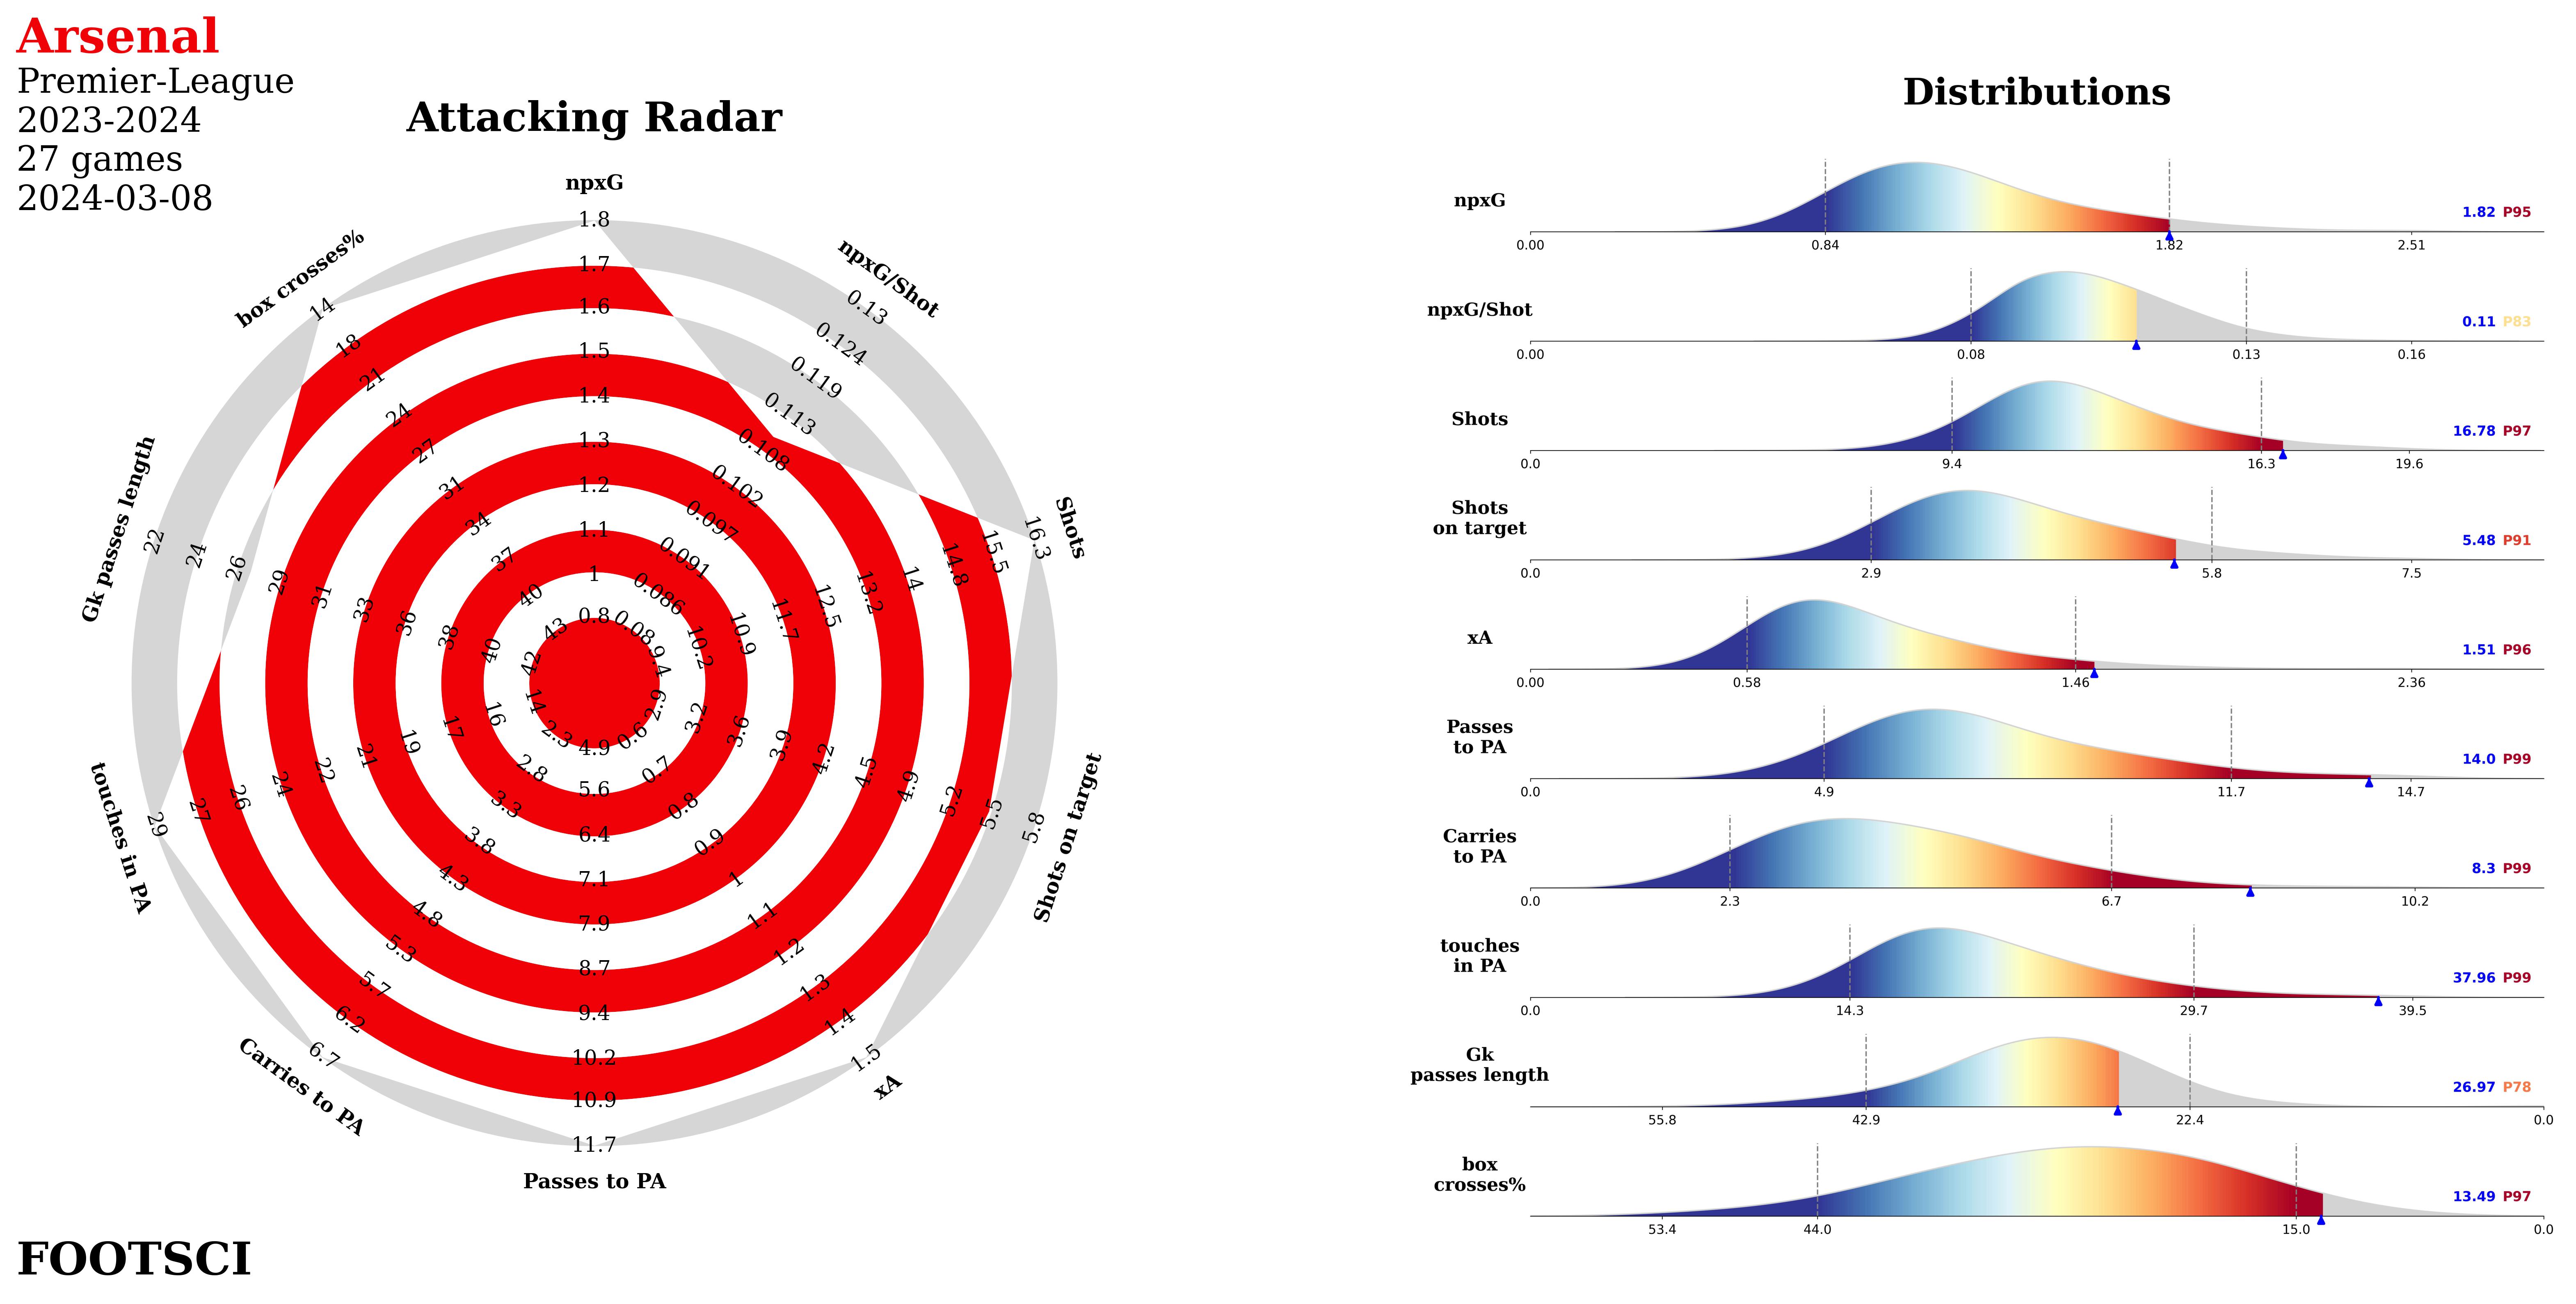 Arsenal
Premier-League
2023-2024
27 games
2024-03-08
Attacking Radar
npxG
1.8
1.7
1.6
1.5
1.4
1.3
1.2
1.1
1
0.8
npxG/Shot
0.13
0.124
0.119
0.113
0.108
0.102
0.097
0.091
0.086
0.08
Shots
16.3
15.5
14.8
14
13.2
12.5
11.7
10.9
10.2
9.4
Shots on target
5.8
5.5
5.2
4.9
4.5
4.2
3.9
3.6
3.2
2.9
xA
1.5
1.4
1.3
1.2
1.1
1
0.9
0.8
0.7
0.6
Passes to PA
11.7
10.9
10.2
9.4
8.7
7.9
7.1
6.4
5.6
4.9
Carries to PA
6.7
6.2
5.7
5.3
4.8
4.3
3.8
3.3
2.8
2.3
touches in PA
29
27
26
24
22
21
19
17
16
14
Gk passes length
22
24
26
29
31
33
36
38
40
42
box crosses%
14
18
21
24
27
31
34
37
40
43
FOOTSCI
Distributions
npxG
1.82 P95
0.00 0.84 1.82 2.51
npxG/Shot
0.11 P83
0.00 0.08 0.13 0.16
Shots
16.78 P97
0.0 9.4 16.3 19.6
Shots
on target
5.48 P91
0.0 2.9 5.8 7.5
xA
1.51 P96
0.00 0.58 1.46 2.36
Passes
to PA
14.0 P99
0.0 4.9 11.7 14.7
Carries
to PA
8.3 P99
0.0 2.3 6.7 10.2
touches
in PA
37.96 P99
0.0 14.3 29.7 39.5
Gk
passes length
26.97 P78
55.8 42.9 22.4 0.0
box
crosses%
13.49 P97
53.4 44.0 15.0 0.0